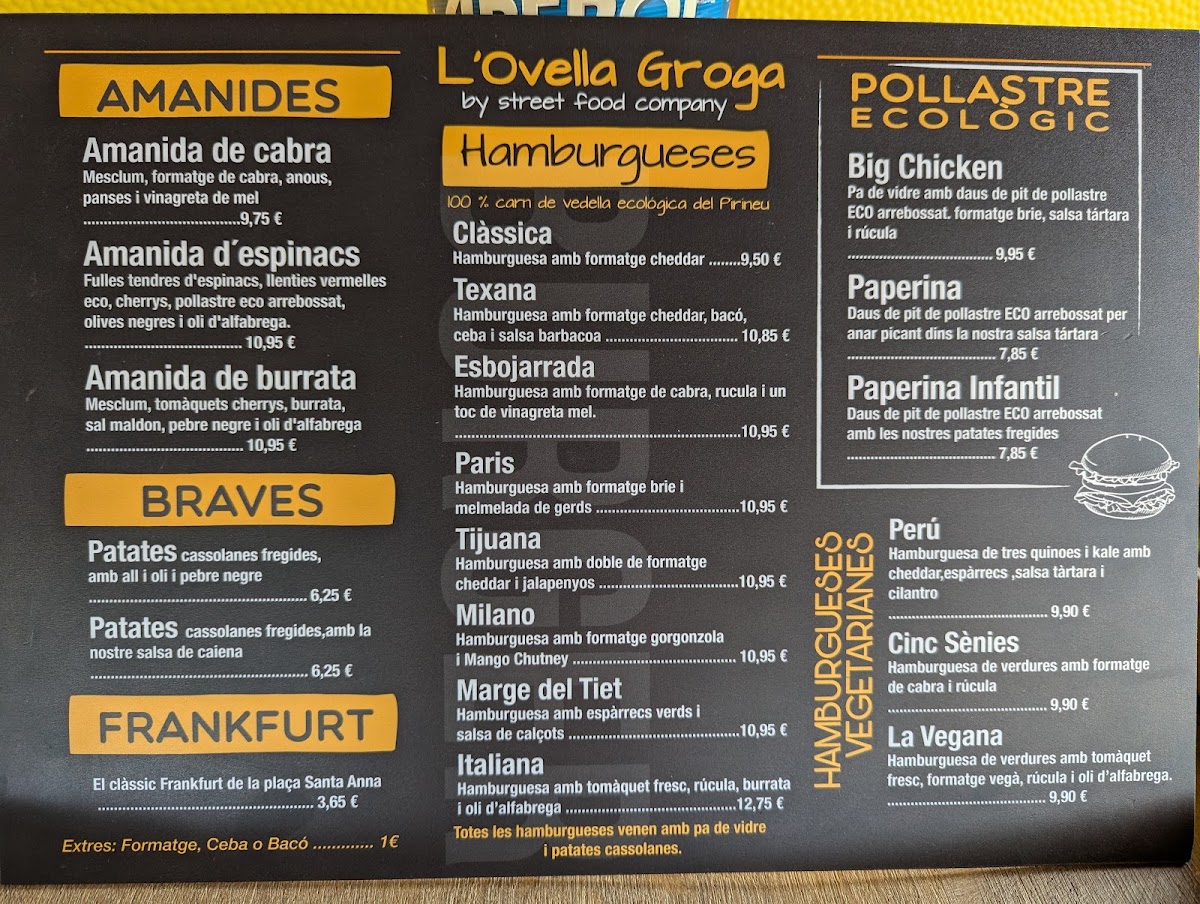 APEROL
AMANIDES
Amanida de cabra
Mesclum, formatge de cabra, anous,
panses i vinagreta de mel
........................................9,75 €
Amanida d´espinacs
Fulles tendres d'espinacs, llenties vermelles
eco, cherrys, pollastre eco arrebossat,
olives negres i oli d'alfabrega.
........................................ 10,95 €
Amanida de burrata
Mesclum, tomàquets cherrys, burrata,
sal maldon, pebre negre i oli d'alfabrega
........................................ 10,95 €
BRAVES
Patates cassolanes fregides,
amb all i oli i pebre negre
........................................ 6,25 €
Patates cassolanes fregides,amb la
nostre salsa de caiena
........................................ 6,25 €
FRANKFURT
El clàssic Frankfurt de la plaça Santa Anna
........................................ 3,65 €
Extres: Formatge, Ceba o Bacó ............. 1€
L'Ovella Groga
by street food company
Hamburgueses
100 % carn de vedella ecológica del Pirineu
Clàssica
Hamburguesa amb formatge cheddar ........9,50 €
Texana
Hamburguesa amb formatge cheddar, bacó,
ceba i salsa barbacoa ................................ 10,85 €
Esbojarrada
Hamburguesa amb formatge de cabra, rucula i un
toc de vinagreta mel.
........................................10,95 €
Paris
Hamburguesa amb formatge brie i
melmelada de gerds ...................................10,95 €
Tijuana
Hamburguesa amb doble de formatge
cheddar i jalapenyos ..................................10,95 €
Milano
Hamburguesa amb formatge gorgonzola
i Mango Chutney ........................................ 10,95 €
Marge del Tiet
Hamburguesa amb espàrrecs verds i
salsa de calçots .........................................10,95 €
Italiana
Hamburguesa amb tomàquet fresc, rúcula, burrata
i oli d'alfabrega .........................................12,75 €
Totes les hamburgueses venen amb pa de vidre
i patates cassolanes.
POLLASTRE
ECOLÒGIC
Big Chicken
Pa de vidre amb daus de pit de pollastre
ECO arrebossat. formatge brie, salsa tártara
i rúcula
.................................... 9,95 €
Paperina
Daus de pit de pollastre ECO arrebossat per
anar picant dins la nostra salsa tártara
..................................... 7,85 €
Paperina Infantil
Daus de pit de pollastre ECO arrebossat
amb les nostres patates fregides
..................................... 7,85 €
HAMBURGUESES
VEGETARIANES
Perú
Hamburguesa de tres quinoes i kale amb
cheddar,espàrrecs ,salsa tàrtara i
cilantro
........................................ 9,90 €
Cinc Sènies
Hamburguesa de verdures amb formatge
de cabra i rúcula
........................................ 9,90 €
La Vegana
Hamburguesa de verdures amb tomàquet
fresc, formatge vegà, rúcula i oli d'alfabrega.
........................................ 9,90 €